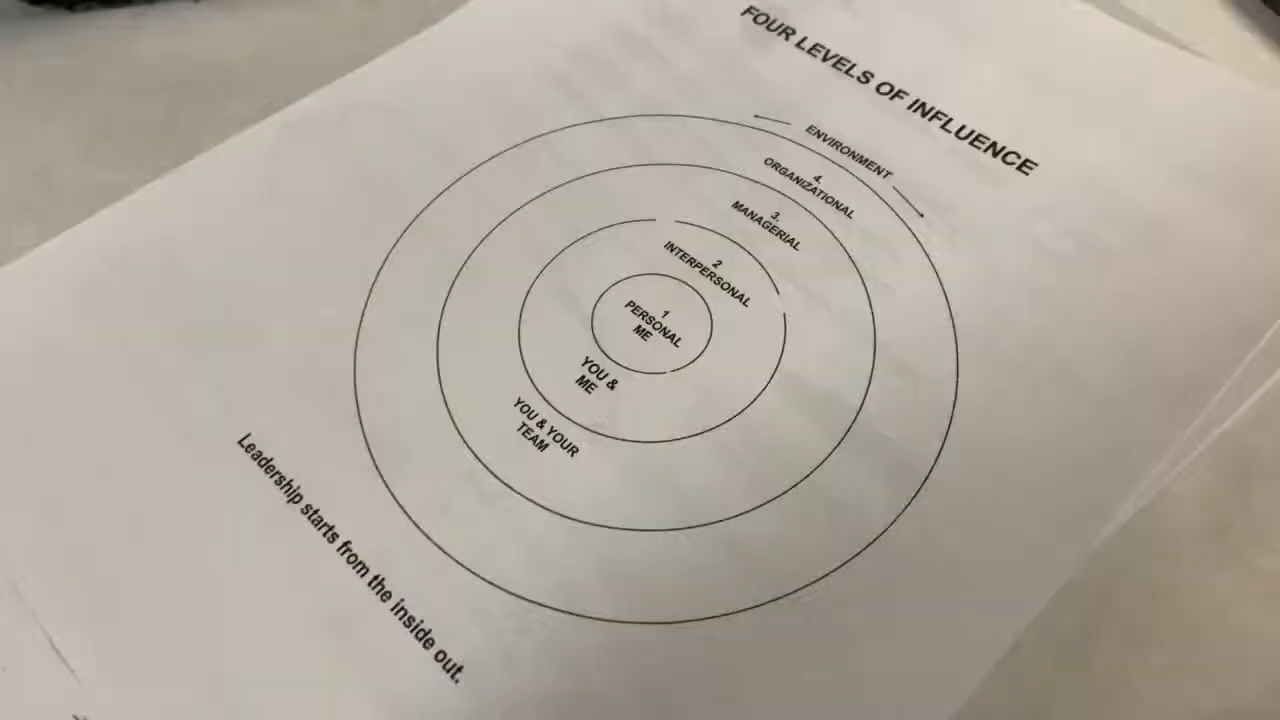 FOUR LEVELS OF INFLUENCE
ENVIRONMENT
4.
ORGANIZATIONAL
3.
MANAGERIAL
2
INTERPERSONAL
1
PERSONAL
ME
YOU &
ME
YOU & YOUR
TEAM
Leadership starts from the inside out.